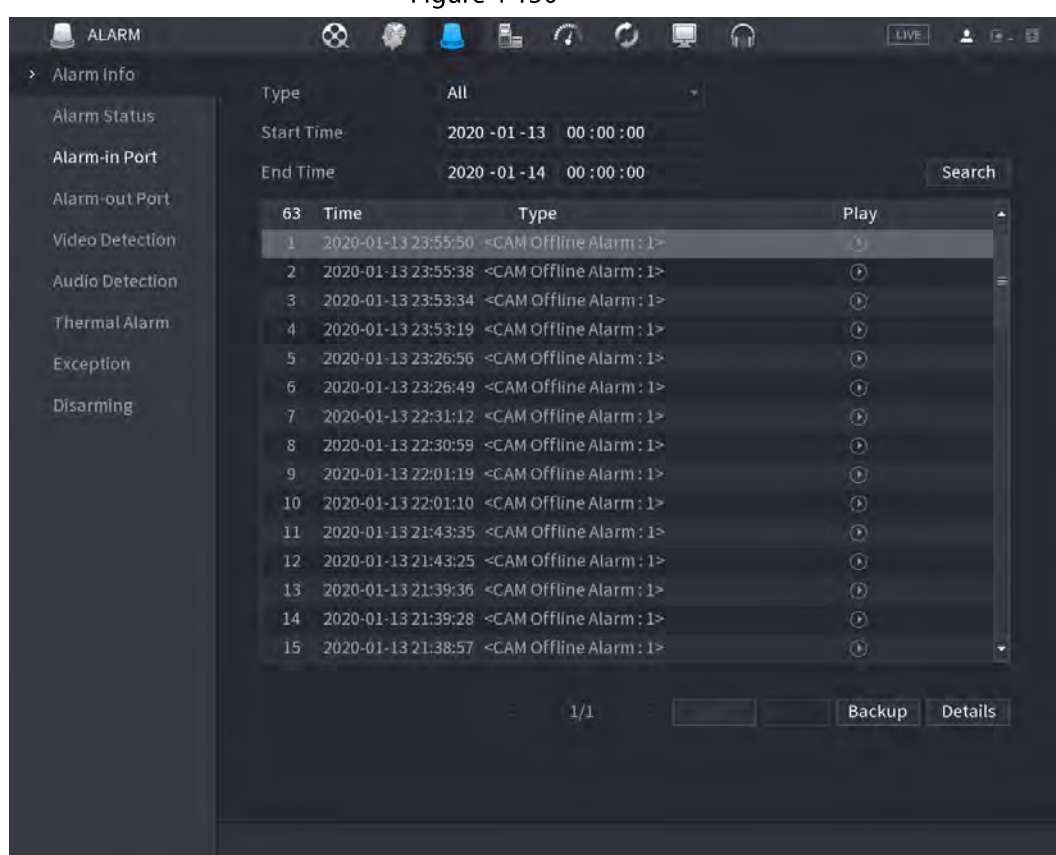 ALARM LIVE
Alarm Info
Alarm Status
Alarm-in Port
Alarm-out Port
Video Detection
Audio Detection
Thermal Alarm
Exception
Disarming
Type All
Start Time 2020 -01 -13 00 :00 :00
End Time 2020 -01 -14 00 :00 :00
Search
63 Time Type Play
1 2020-01-13 23:55:50 <CAM Offline Alarm : 1>
2 2020-01-13 23:55:38 <CAM Offline Alarm : 1>
3 2020-01-13 23:53:34 <CAM Offline Alarm : 1>
4 2020-01-13 23:53:19 <CAM Offline Alarm : 1>
5 2020-01-13 23:26:56 <CAM Offline Alarm : 1>
6 2020-01-13 23:26:49 <CAM Offline Alarm : 1>
7 2020-01-13 22:31:12 <CAM Offline Alarm : 1>
8 2020-01-13 22:30:59 <CAM Offline Alarm : 1>
9 2020-01-13 22:01:19 <CAM Offline Alarm : 1>
10 2020-01-13 22:01:10 <CAM Offline Alarm : 1>
11 2020-01-13 21:43:35 <CAM Offline Alarm : 1>
12 2020-01-13 21:43:25 <CAM Offline Alarm : 1>
13 2020-01-13 21:39:36 <CAM Offline Alarm : 1>
14 2020-01-13 21:39:28 <CAM Offline Alarm : 1>
15 2020-01-13 21:38:57 <CAM Offline Alarm : 1>
1/1 Backup Details